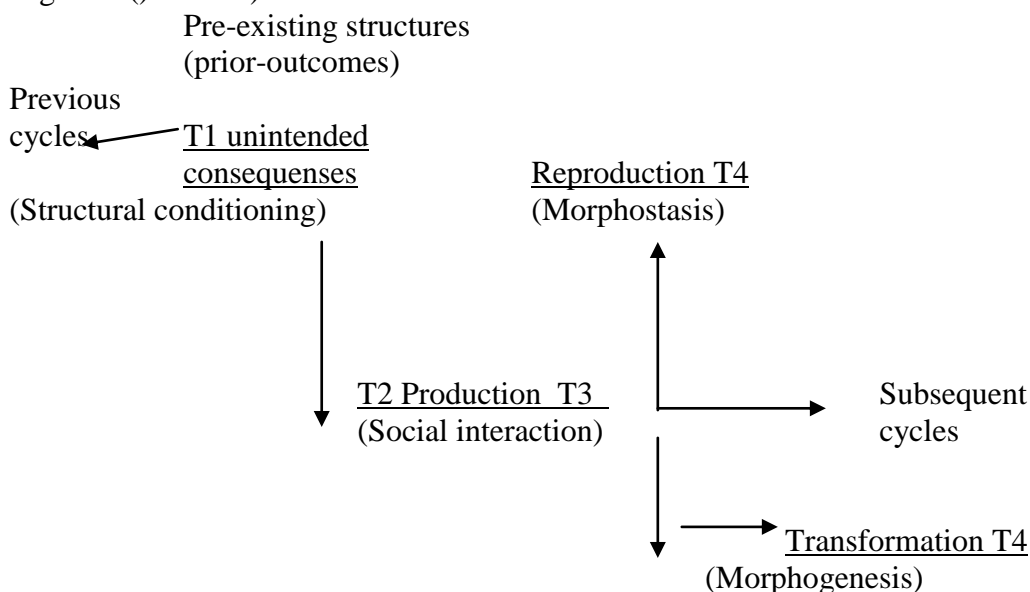 Pre-existing structures
(prior-outcomes)
Previous
cycles
T1 unintended
consequenses
(Structural conditioning)
Reproduction T4
(Morphostasis)
T2 Production T3
(Social interaction)
Subsequent
cycles
Transformation T4
(Morphogenesis)